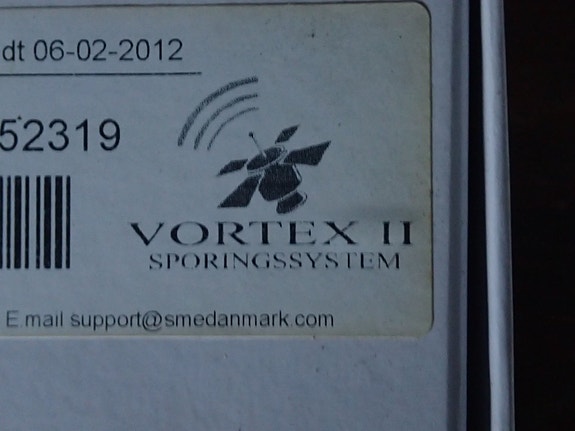 dt 06-02-2012
52319
VORTEX II
SPORINGSSYSTEM
E.mail support@smedanmark.com